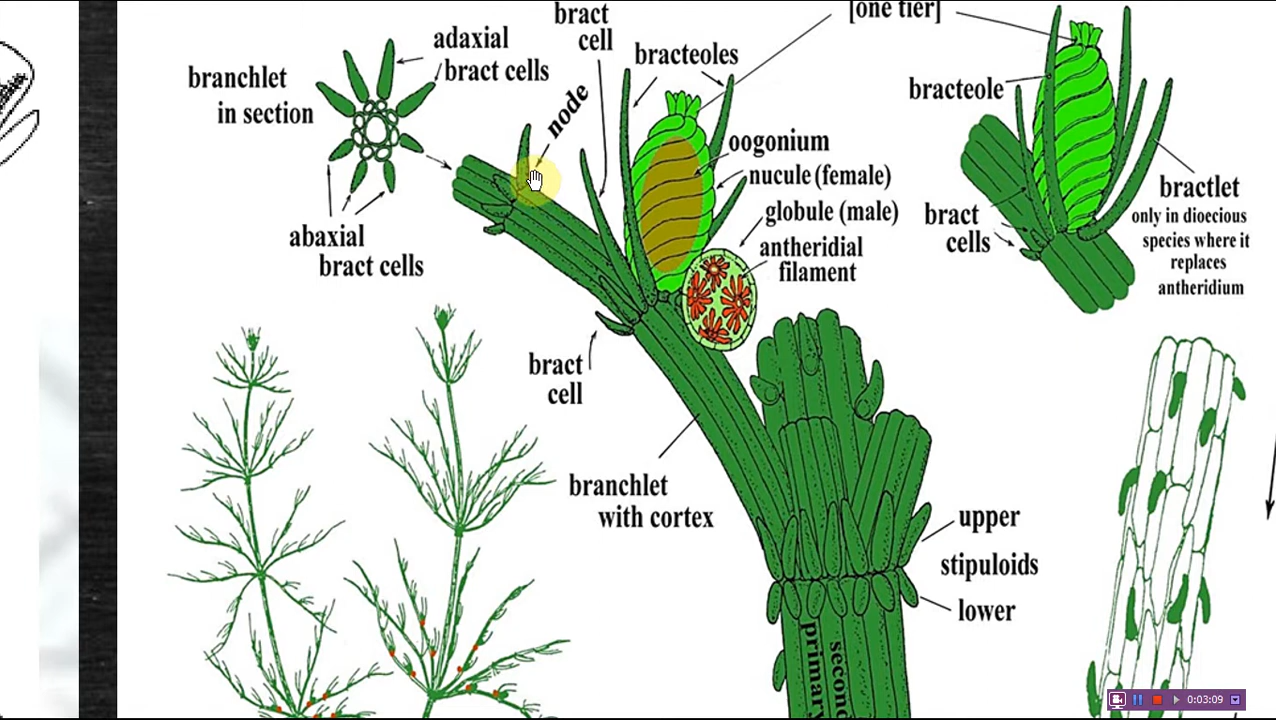 [one tier]
bract
cell
adaxial
bract cells
bracteoles
branchlet
in section
node
bracteole
oogonium
nucule (female)
globule (male)
antheridial
filament
bractlet
only in dioecious
species where it
replaces
antheridium
bract
cells
abaxial
bract cells
bract
cell
branchlet
with cortex
upper
stipuloids
lower
primary
second
0:03:09